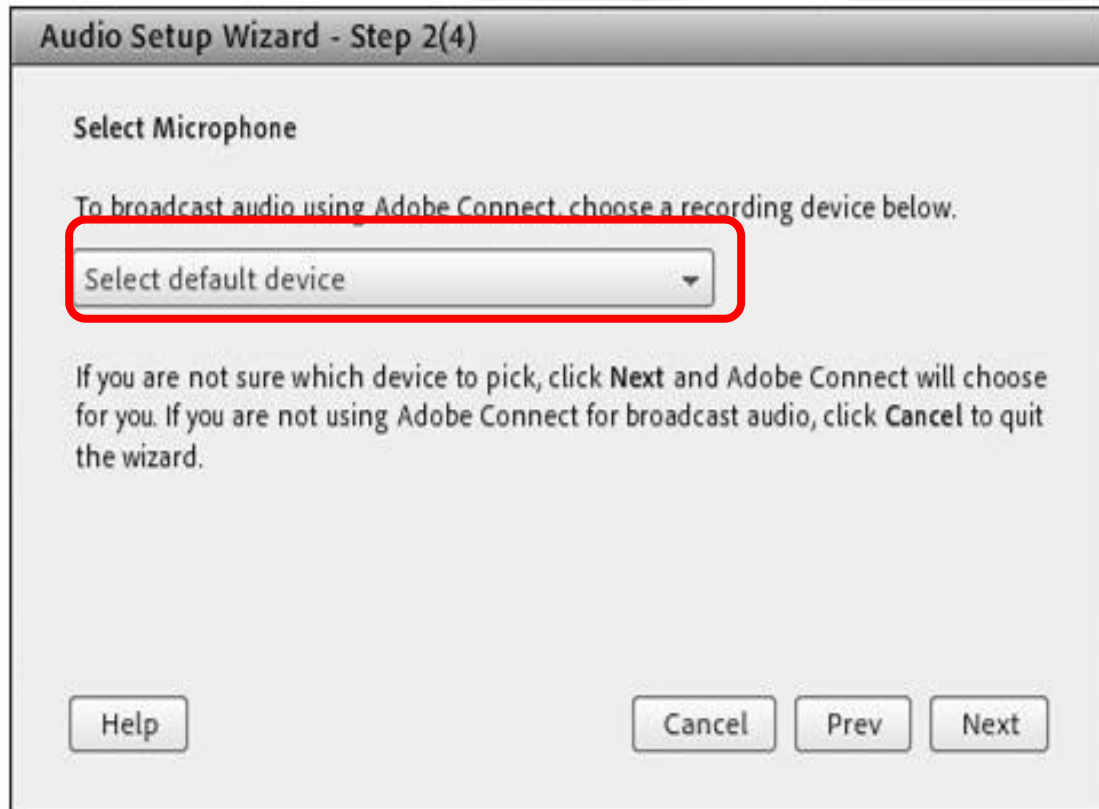 Audio Setup Wizard - Step 2(4)
Select Microphone
To broadcast audio using Adobe Connect, choose a recording device below.
Select default device
If you are not sure which device to pick, click Next and Adobe Connect will choose
for you. If you are not using Adobe Connect for broadcast audio, click Cancel to quit
the wizard.
Help Cancel Prev Next